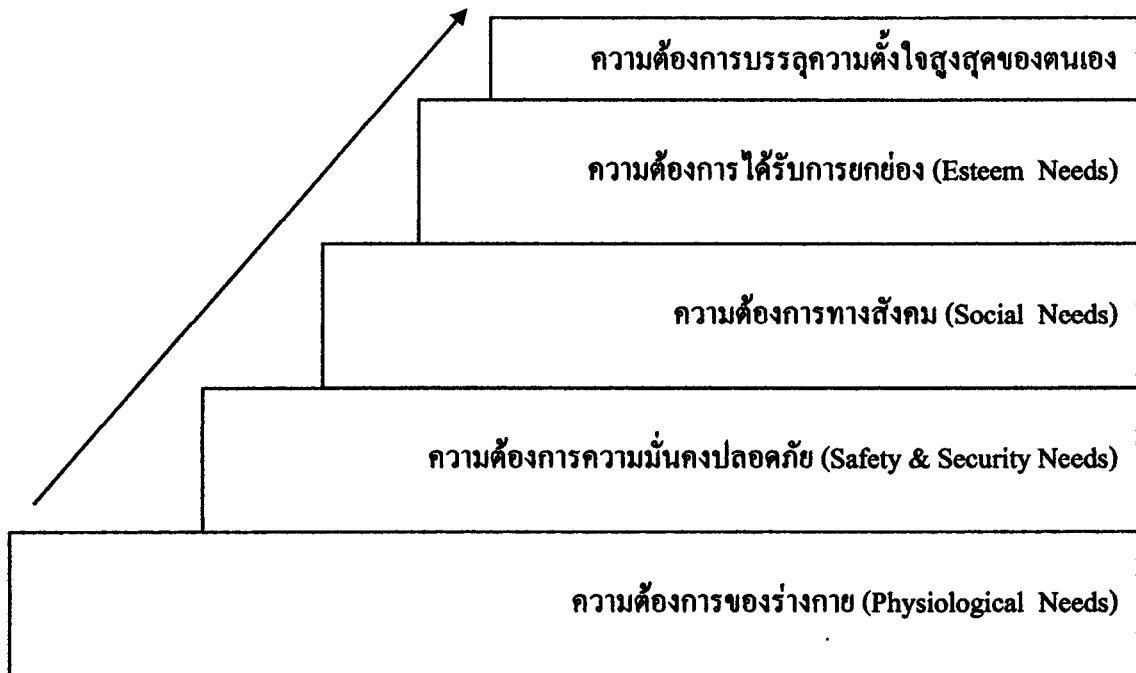 ความต้องการบรรลุความตั้งใจสูงสุดของตนเอง
ความต้องการได้รับการยกย่อง (Esteem Needs)
ความต้องการทางสังคม (Social Needs)
ความต้องการความมั่นคงปลอดภัย (Safety & Security Needs)
ความต้องการของร่างกาย (Physiological Needs)